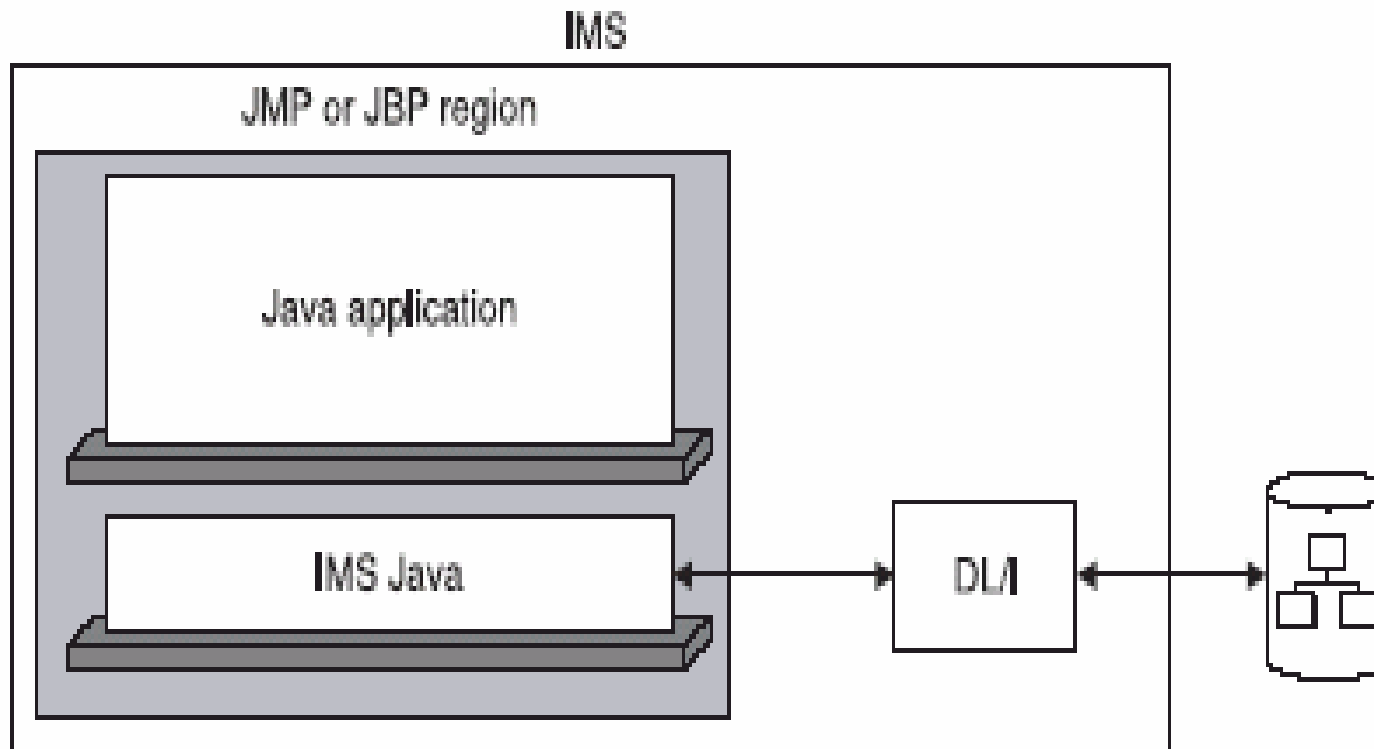 IMS
JMP or JBP region
Java application
IMS Java
DL/I